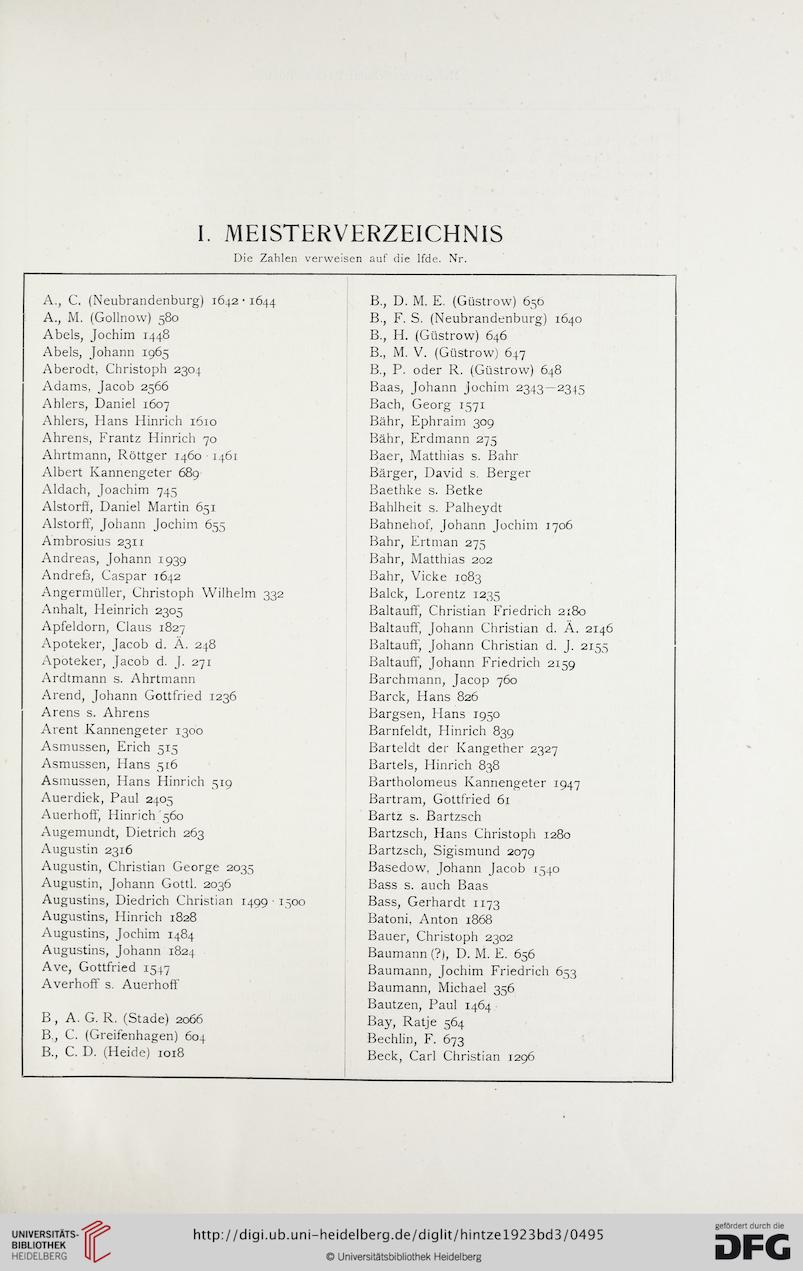 I. MEISTERVERZEICHNIS
Die Zahlen verweisen auf die lfde. Nr.
A., C. (Neubrandenburg) 1642 · 1644
A., M. (Gollnow) 580
Abels, Jochim 1448
Abels, Johann 1965
Aberodt, Christoph 2304
Adams, Jacob 2566
Ahlers, Daniel 1607
Ahlers, Hans Hinrich 1610
Ahrens, Frantz Hinrich 70
Ahrtmann, Röttger 1460 · 1461
Albert Kannengeter 689
Aldach, Joachim 745
Alstorff, Daniel Martin 651
Alstorff, Johann Jochim 655
Ambrosius 2311
Andreas, Johann 1939
Andreß, Caspar 1642
Angermüller, Christoph Wilhelm 332
Anhalt, Heinrich 2305
Apfeldorn, Claus 1827
Apoteker, Jacob d. Ä. 248
Apoteker, Jacob d. J. 271
Ardtmann s. Ahrtmann
Arend, Johann Gottfried 1236
Arens s. Ahrens
Arent Kannengeter 1300
Asmussen, Erich 515
Asmussen, Hans 516
Asmussen, Hans Hinrich 519
Auerdiek, Paul 2405
Auerhoff, Hinrich 560
Augemundt, Dietrich 263
Augustin 2316
Augustin, Christian George 2035
Augustin, Johann Gottl. 2036
Augustins, Diedrich Christian 1499 · 1500
Augustins, Hinrich 1828
Augustins, Jochim 1484
Augustins, Johann 1824
Ave, Gottfried 1547
Averhoff s. Auerhoff
B, A. G. R. (Stade) 2066
B., C. (Greifenhagen) 604
B., C. D. (Heide) 1018
B., D. M. E. (Güstrow) 656
B., F. S. (Neubrandenburg) 1640
B., H. (Güstrow) 646
B., M. V. (Güstrow) 647
B., P. oder R. (Güstrow) 648
Baas, Johann Jochim 2343—2345
Bach, Georg 1571
Bähr, Ephraim 309
Bähr, Erdmann 275
Baer, Matthias s. Bahr
Bärger, David s. Berger
Baethke s. Betke
Bahlheit s. Palheydt
Bahnehof, Johann Jochim 1706
Bahr, Ertman 275
Bahr, Matthias 202
Bahr, Vicke 1083
Balck, Lorentz 1235
Baltauff, Christian Friedrich 2180
Baltauff, Johann Christian d. Ä. 2146
Baltauff, Johann Christian d. J. 2155
Baltauff, Johann Friedrich 2159
Barchmann, Jacop 760
Barck, Hans 826
Bargsen, Hans 1950
Barnfeldt, Hinrich 839
Barteldt der Kangether 2327
Bartels, Hinrich 838
Bartholomeus Kannengeter 1947
Bartram, Gottfried 61
Bartz s. Bartzsch
Bartzsch, Hans Christoph 1280
Bartzsch, Sigismund 2079
Basedow, Johann Jacob 1540
Bass s. auch Baas
Bass, Gerhardt 1173
Batoni, Anton 1868
Bauer, Christoph 2302
Baumann (?), D. M. E. 656
Baumann, Jochim Friedrich 653
Baumann, Michael 356
Bautzen, Paul 1464
Bay, Ratje 564
Bechlin, F. 673
Beck, Carl Christian 1296
UNIVERSITÄTS-
BIBLIOTHEK
HEIDELBERG
http://digi.ub.uni-heidelberg.de/diglit/hintze1923bd3/0495
© Universitätsbibliothek Heidelberg
gefördert durch die
DFG